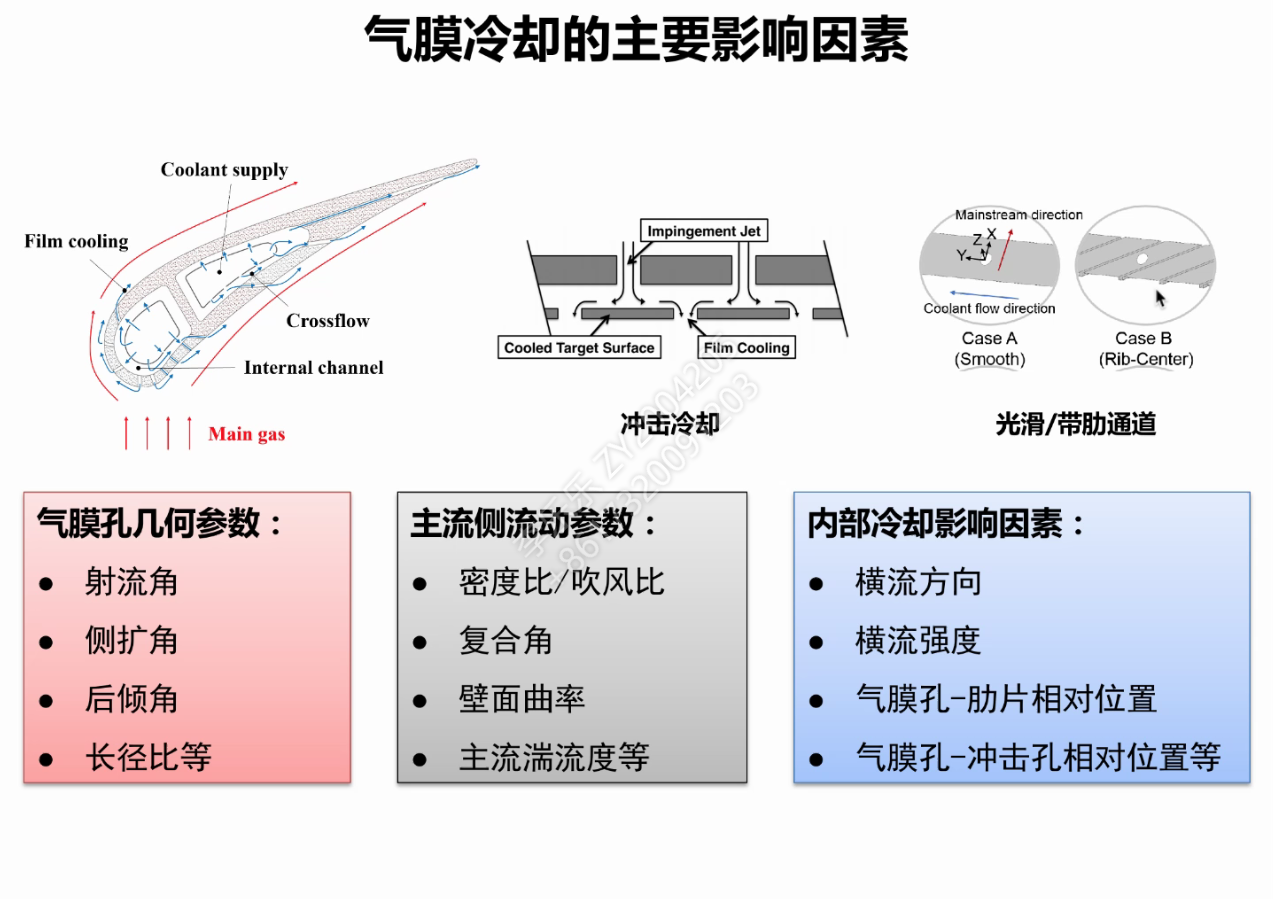 气膜冷却的主要影响因素
Coolant supply
Film cooling
Crossflow
Internal channel
Main gas
Impingement Jet
Cooled Target Surface
Film Cooling
冲击冷却
Mainstream direction
X
Z
Y
Coolant flow direction
Case A
(Smooth)
Case B
(Rib-Center)
光滑/带肋通道
气膜孔几何参数：
● 射流角
● 侧扩角
● 后倾角
● 长径比等
主流侧流动参数：
● 密度比/吹风比
● 复合角
● 壁面曲率
● 主流湍流度等
内部冷却影响因素：
● 横流方向
● 横流强度
● 气膜孔-肋片相对位置
● 气膜孔-冲击孔相对位置等